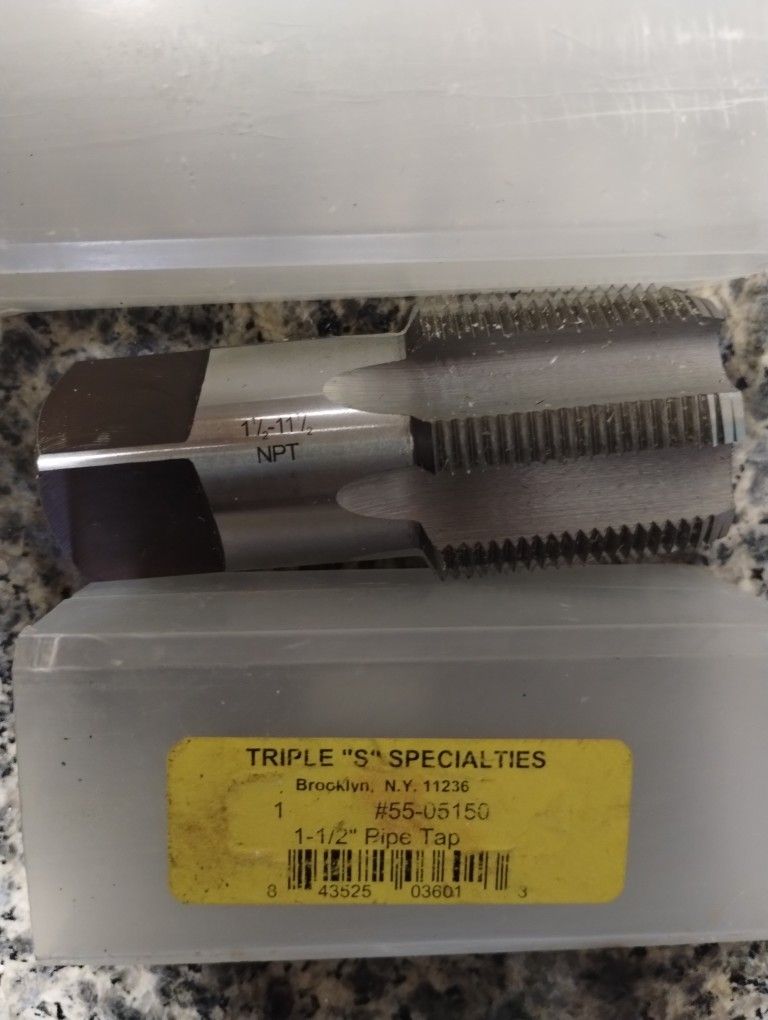 1½-11½
NPT
TRIPLE "S" SPECIALTIES
Brooklyn, N.Y. 11236
1 #55-05150
1-1/2" Pipe Tap
8 43525 03601 3